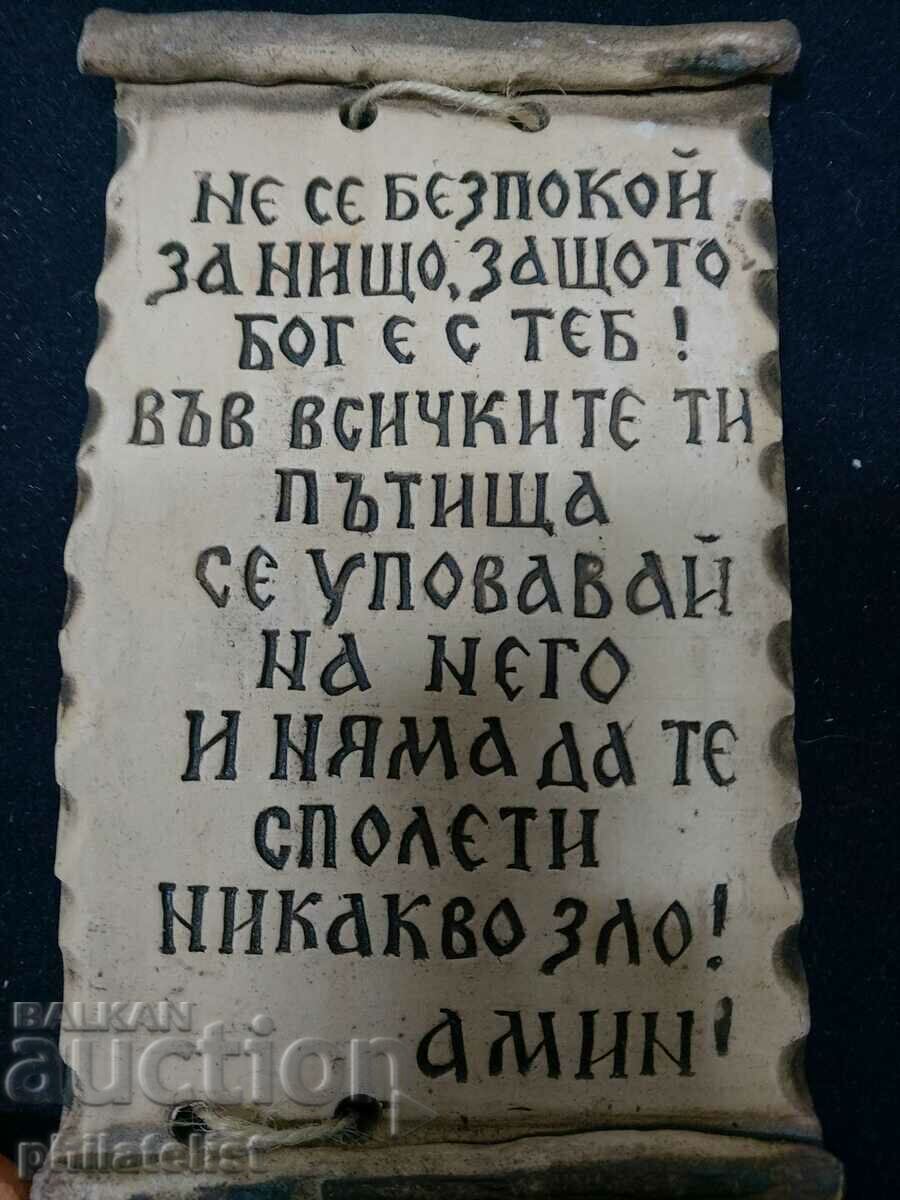 НЕ СЕ БЕЗПОКОЙ
ЗА НИЩО, ЗАЩОТО
БОГ Е С ТЕБ!
ВЪВ ВСИЧКИТЕ ТИ
ПЪТИЩА
СЕ УПОВАВАЙ
НА НЕГО
И НЯМА ДА ТЕ
СПОЛЕТИ
НИКАКВО ЗЛО!
АМИН!
BALKAN
auction
philatelist